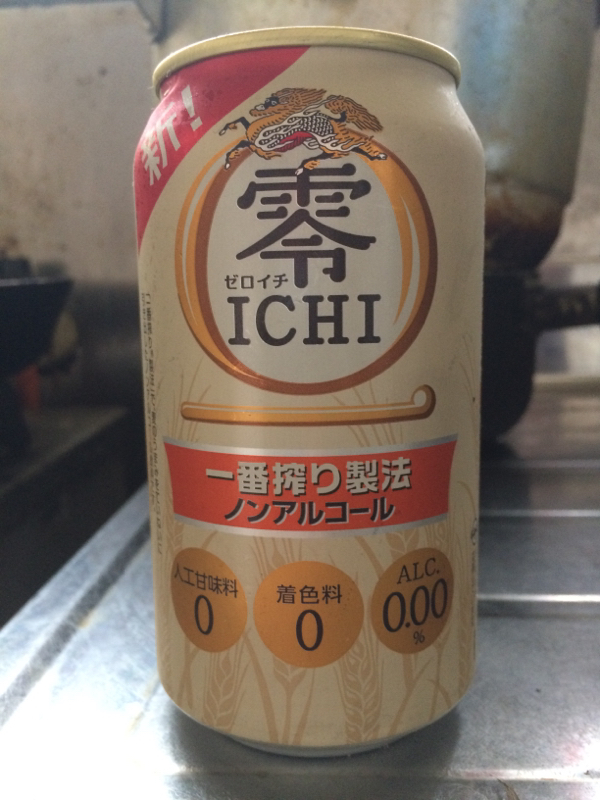 新!
零
ゼロイチ
ICHI
一番搾り製法
ノンアルコール
人工甘味料
0
着色料
0
ALC.
0.00
%